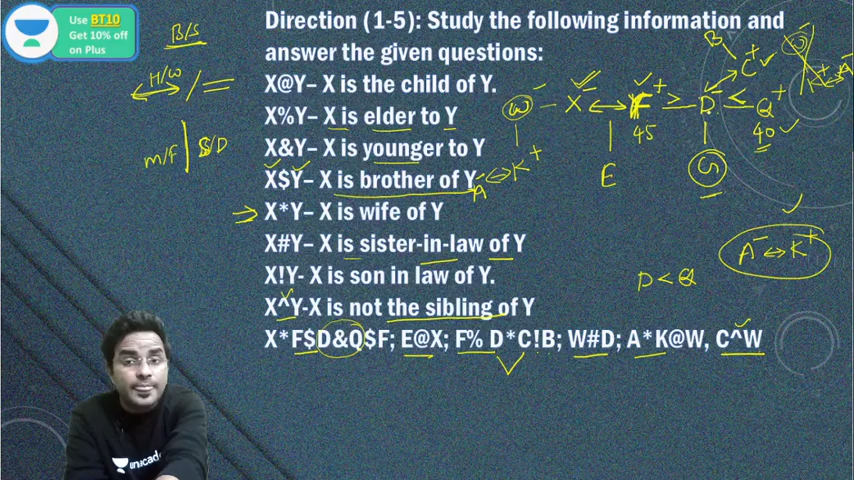 Use BT10
Get 10% off
on Plus
Direction (1-5): Study the following information and
answer the given questions:
X@Y– X is the child of Y.
X%Y– X is elder to Y
X&Y– X is younger to Y
X$Y– X is brother of Y
X*Y– X is wife of Y
X#Y– X is sister-in-law of Y
X!Y- X is son in law of Y.
X^Y-X is not the sibling of Y
X*F$D&Q$F; E@X; F% D*C!B; W#D; A*K@W, C^W
B/S
H/W
M/F
S/D
B
C +
W - X - F + > D - < Q +
45
40
E
G
A - K +
K + A -
A - K +
D < Q
unacade